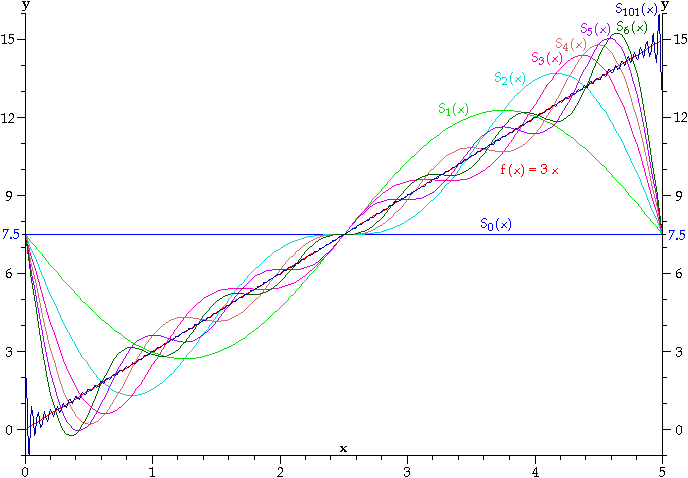 y y
S₁₀₁(x)
15 S₅(x) S₆(x) 15
S₄(x)
S₃(x)
S₂(x)
12 S₁(x) 12
f(x) = 3x
9 9
7.5 S₀(x) 7.5
6 6
3 3
0 x 0
0 1 2 3 4 5